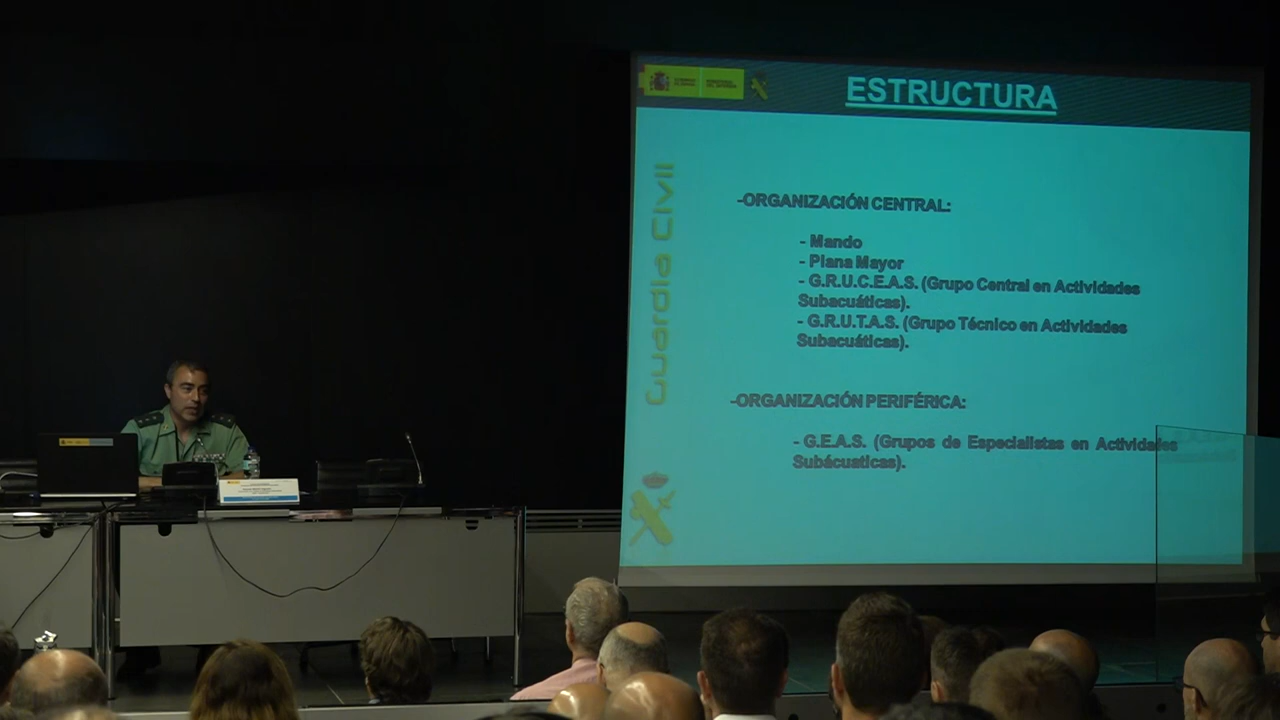 ESTRUCTURA
Guardia Civil
-ORGANIZACIÓN CENTRAL:
- Mando
- Plana Mayor
- G.R.U.C.E.A.S. (Grupo Central en Actividades
Subacuáticas).
- G.R.U.T.A.S. (Grupo Técnico en Actividades
Subacuáticas).
-ORGANIZACIÓN PERIFÉRICA:
- G.E.A.S. (Grupos de Especialistas en Actividades
Subácuaticas).